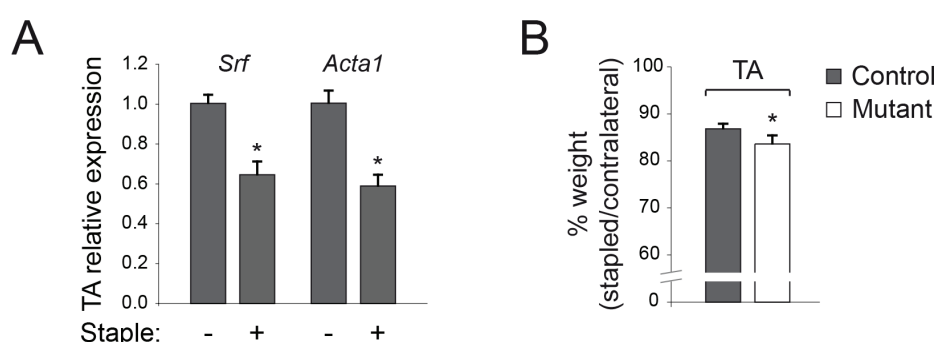 A
TA relative expression
1.2
1.0
0.8
0.6
0.4
0.2
0.0
Srf
Acta1
*
*
Staple: - + - +
B
% weight
(stapled/contralateral)
100
90
80
70
60
0
TA
*
Control
Mutant